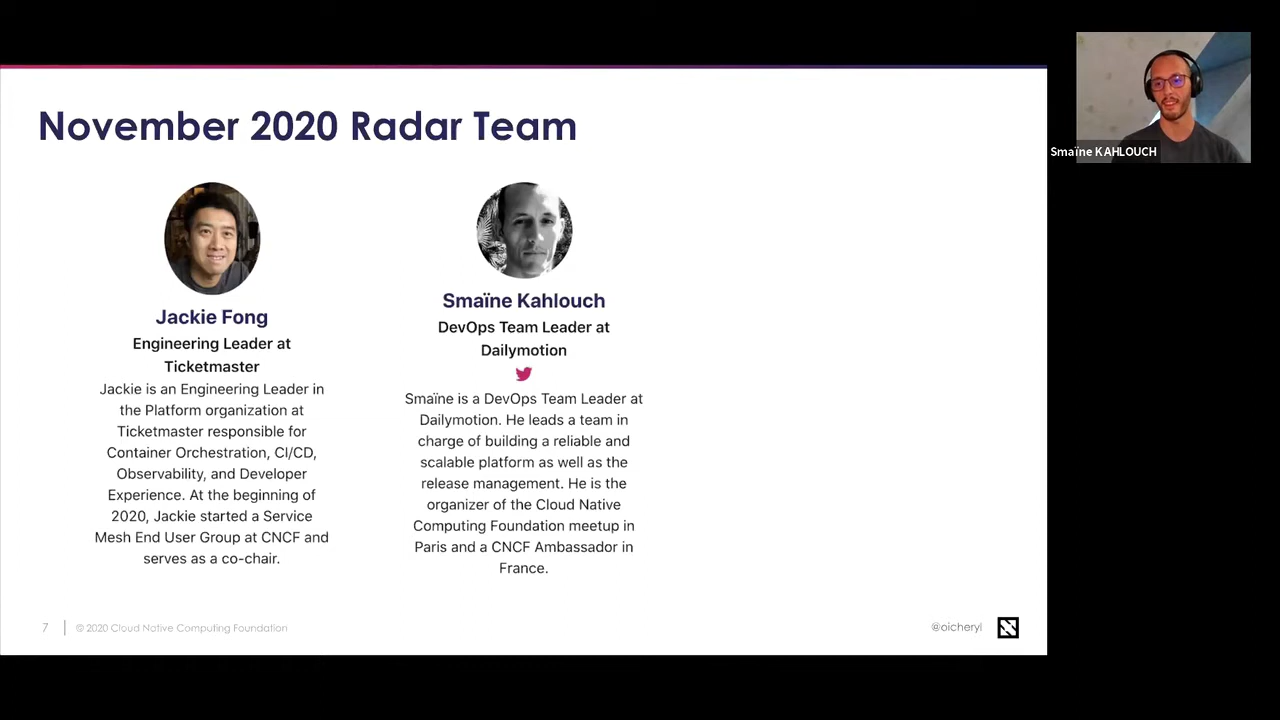 November 2020 Radar Team
Jackie Fong
Engineering Leader at
Ticketmaster
Jackie is an Engineering Leader in
the Platform organization at
Ticketmaster responsible for
Container Orchestration, CI/CD,
Observability, and Developer
Experience. At the beginning of
2020, Jackie started a Service
Mesh End User Group at CNCF and
serves as a co-chair.
Smaïne Kahlouch
DevOps Team Leader at
Dailymotion
Smaïne is a DevOps Team Leader at
Dailymotion. He leads a team in
charge of building a reliable and
scalable platform as well as the
release management. He is the
organizer of the Cloud Native
Computing Foundation meetup in
Paris and a CNCF Ambassador in
France.
7
© 2020 Cloud Native Computing Foundation
@oicheryl
Smaïne KAHLOUCH